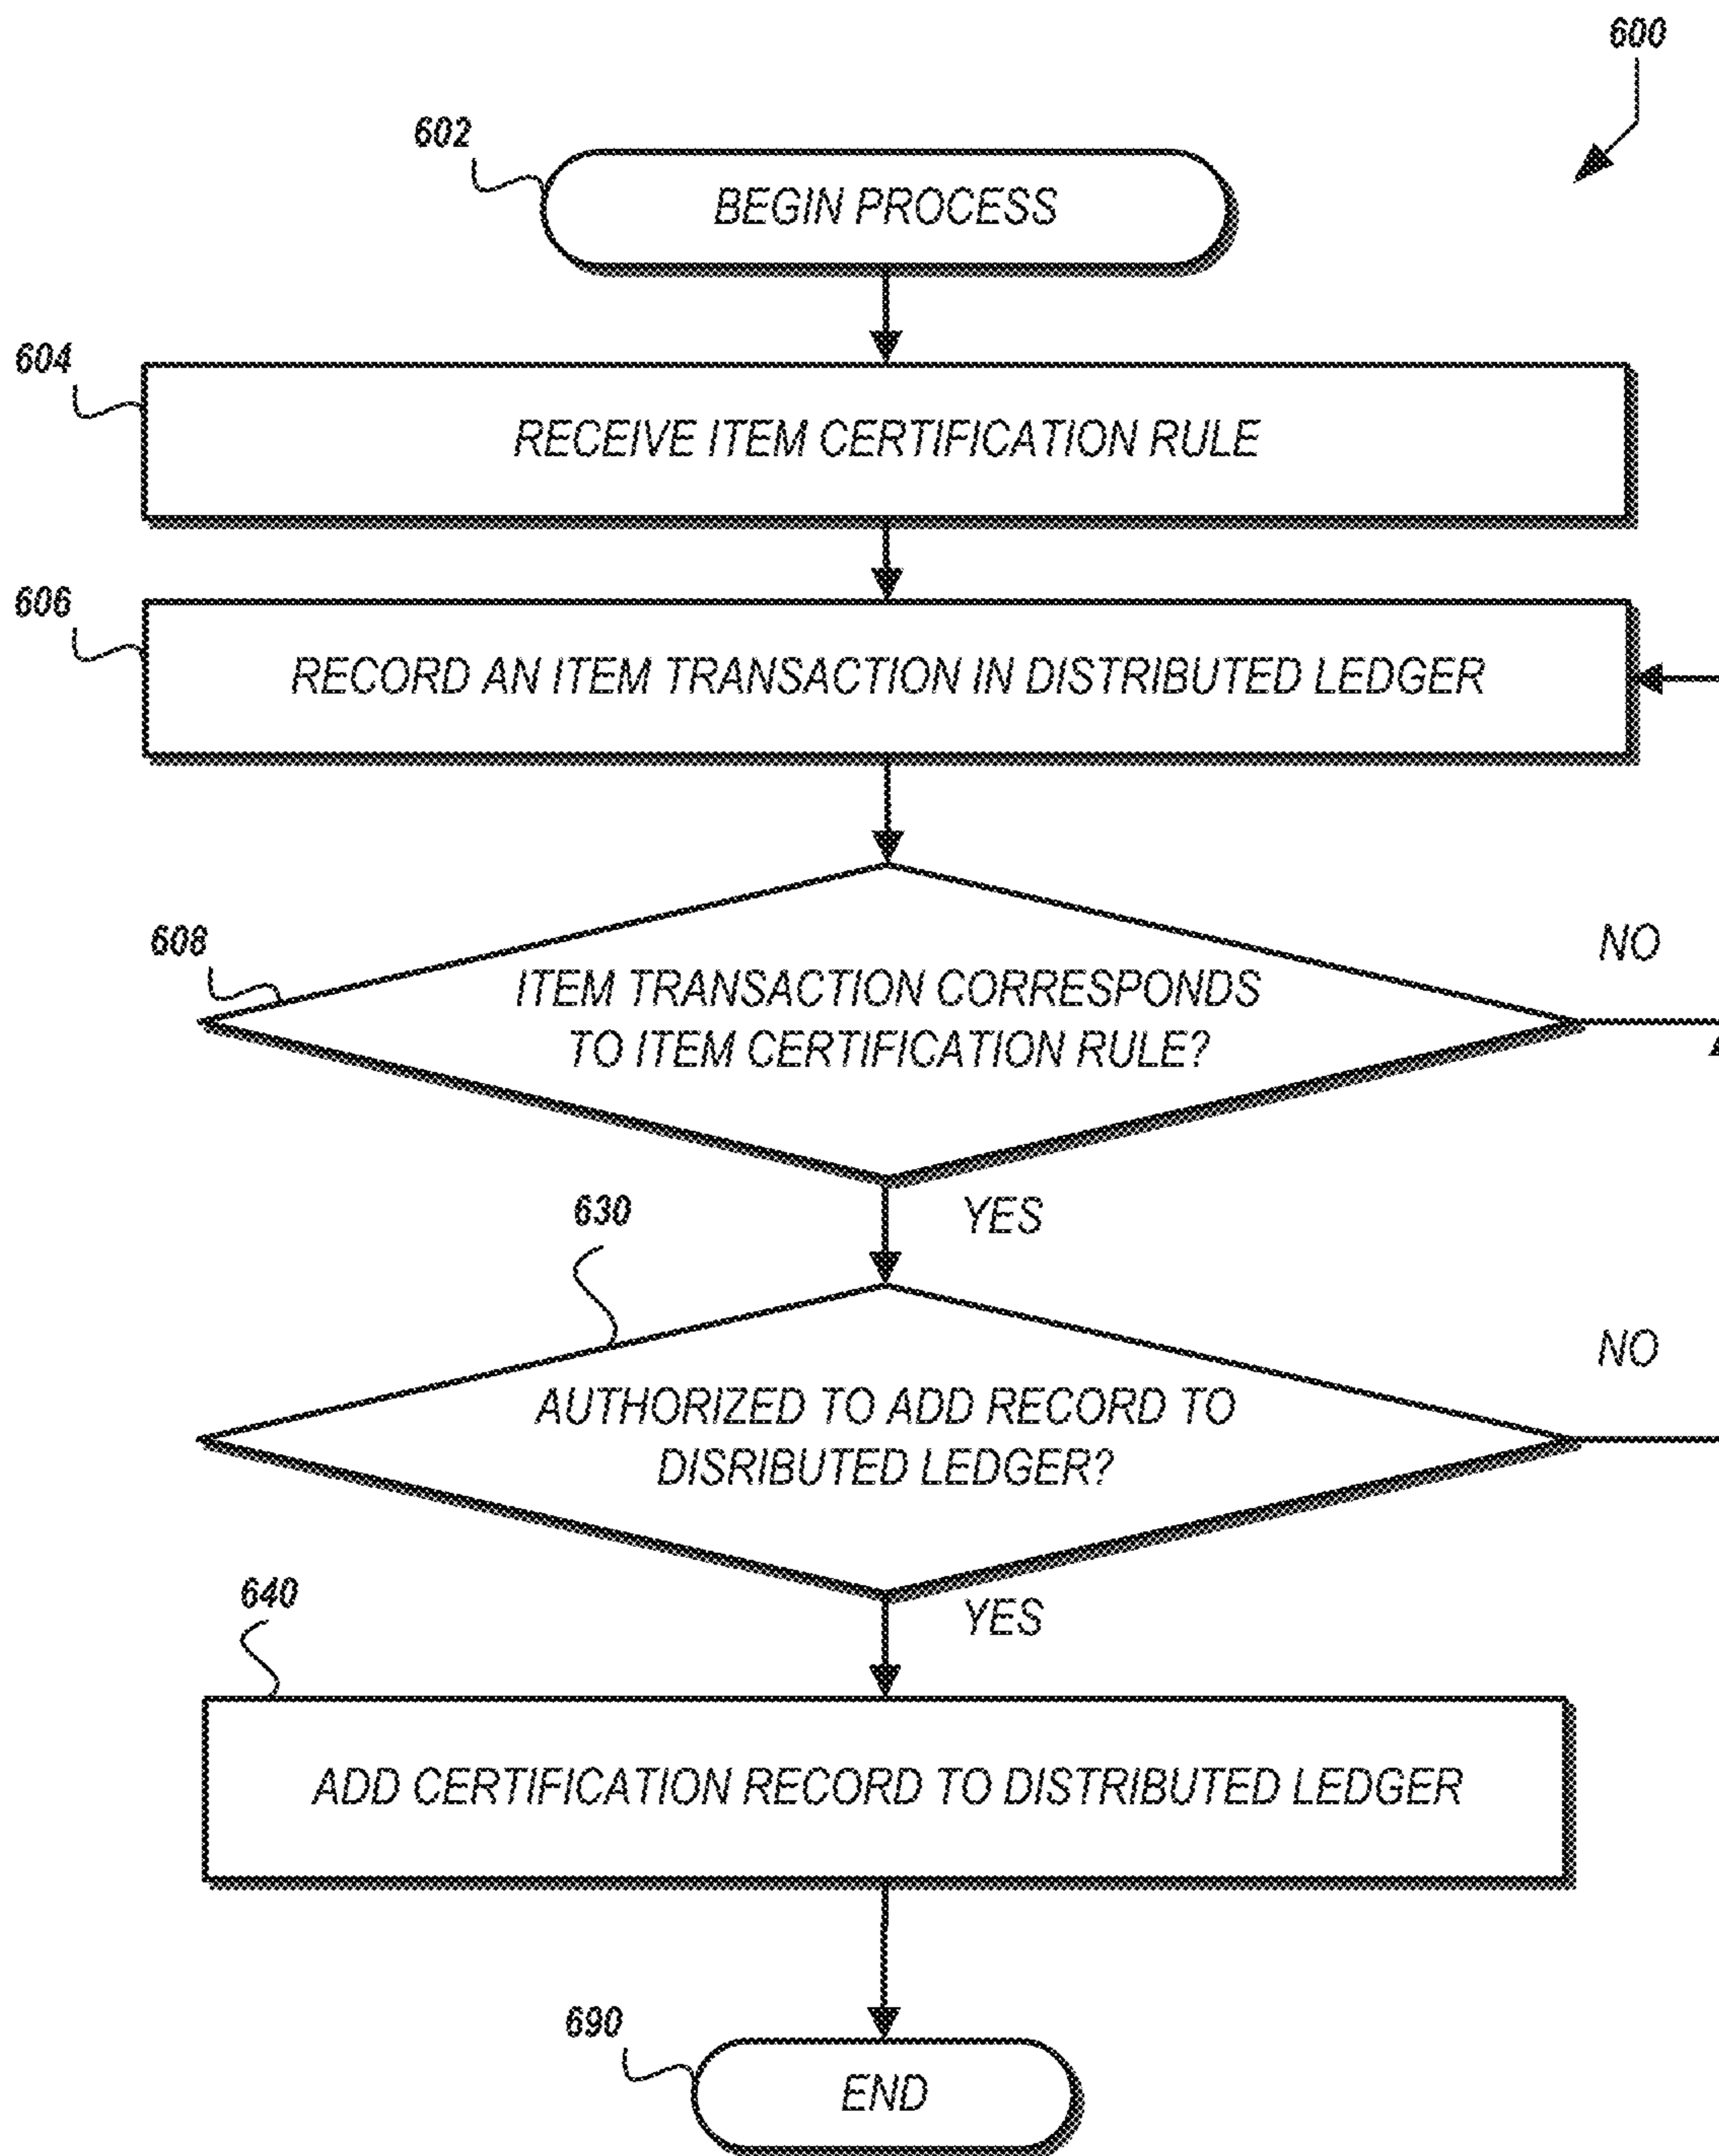 600
602
BEGIN PROCESS
604
RECEIVE ITEM CERTIFICATION RULE
606
RECORD AN ITEM TRANSACTION IN DISTRIBUTED LEDGER
608
NO
ITEM TRANSACTION CORRESPONDS
TO ITEM CERTIFICATION RULE?
630
YES
NO
AUTHORIZED TO ADD RECORD TO
DISRIBUTED LEDGER?
640
YES
ADD CERTIFICATION RECORD TO DISTRIBUTED LEDGER
690
END